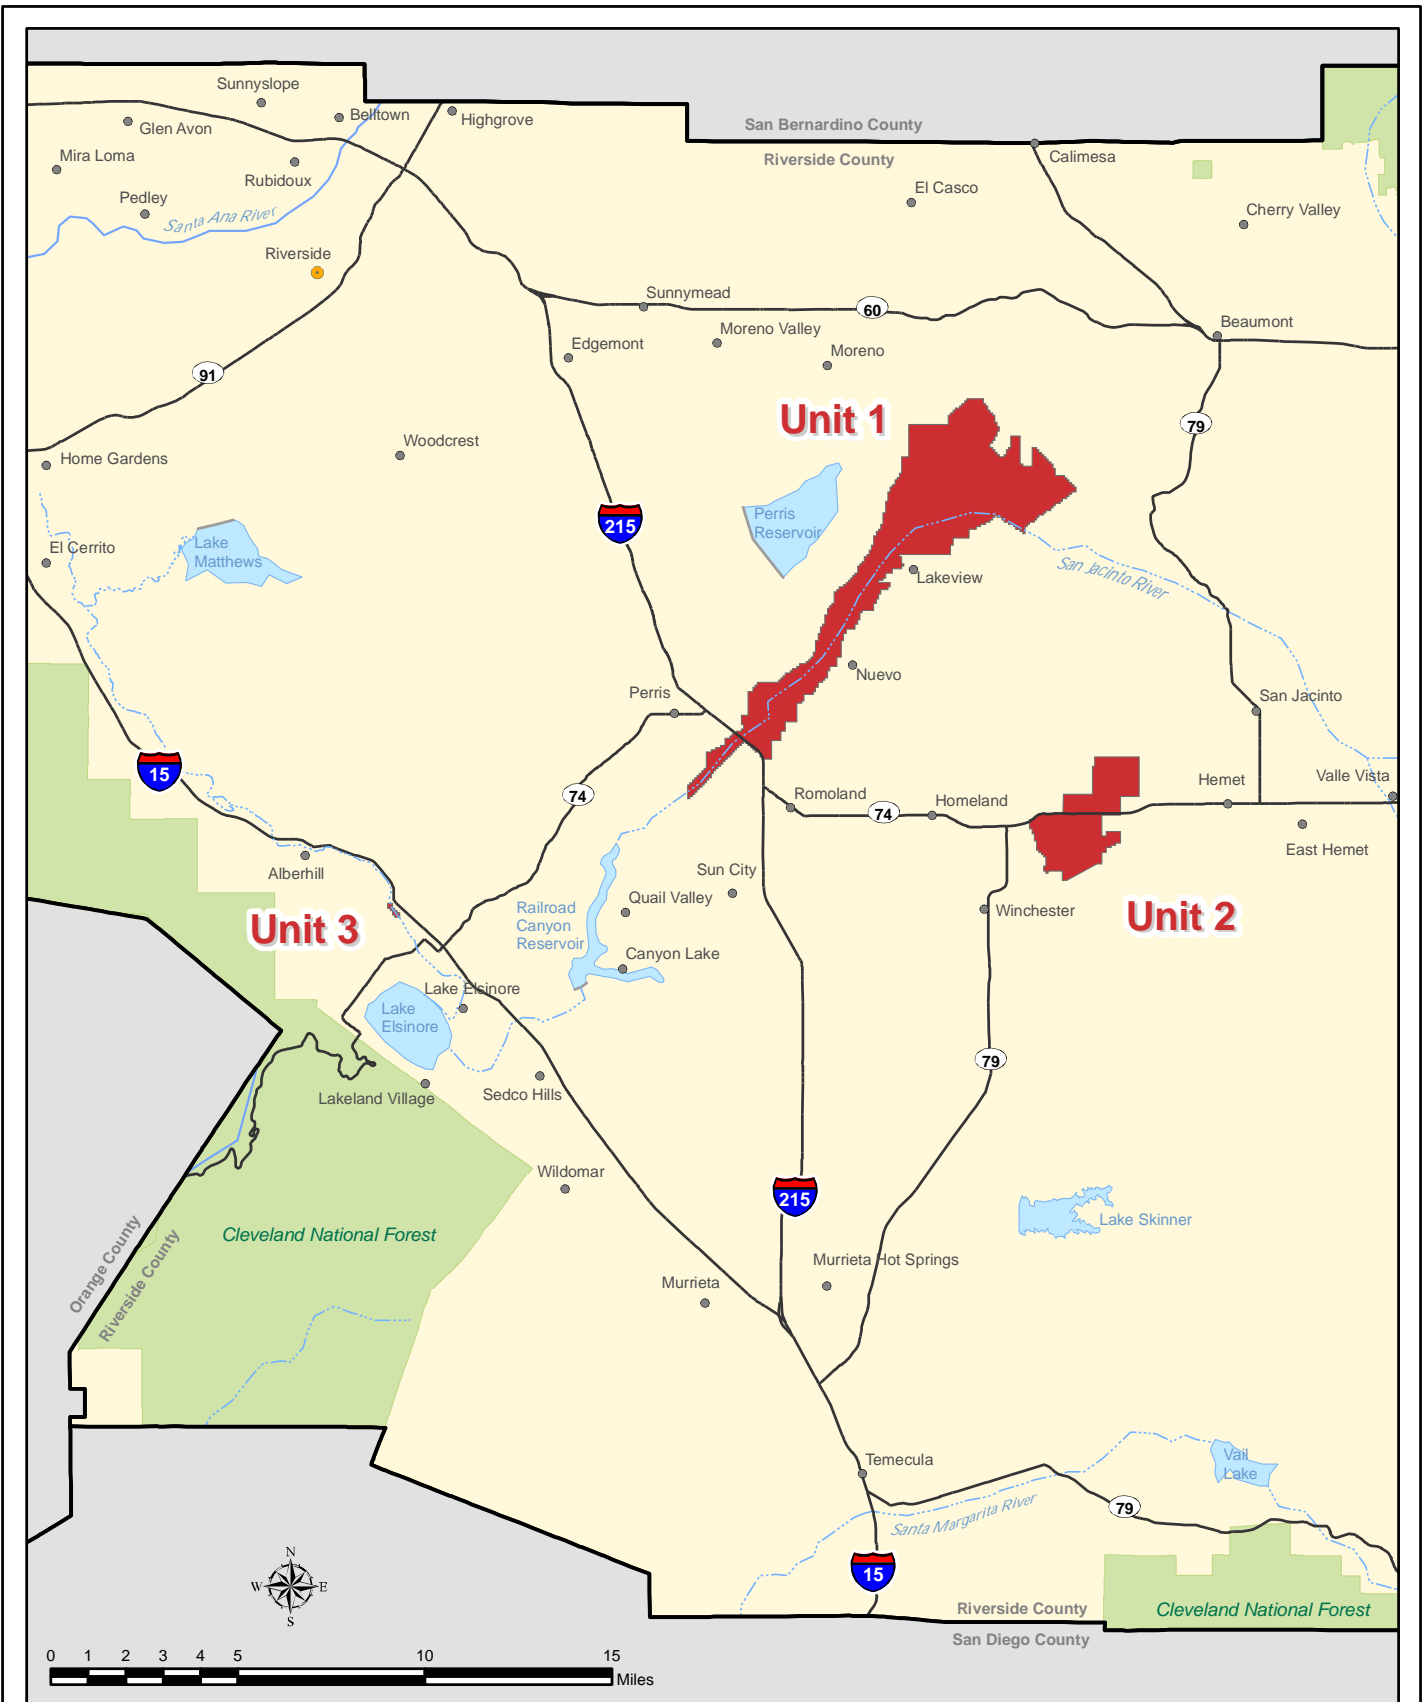 Sunnyslope
Belltown
Highgrove
Glen Avon
San Bernardino County
Riverside County
Calimesa
Mira Loma
Rubidoux
El Casco
Pedley
Santa Ana River
Cherry Valley
Riverside
Sunnymead
60
Beaumont
Moreno Valley
Edgemont
Moreno
91
Unit 1
79
Woodcrest
Home Gardens
215
Perris
Reservoir
El Cerrito
Lake
Matthews
Lakeview
San Jacinto River
Nuevo
Perris
San Jacinto
15
74
Romoland
74
Homeland
Hemet
Valle Vista
East Hemet
Alberhill
Sun City
Quail Valley
Winchester
Unit 2
Unit 3
Railroad
Canyon
Reservoir
Canyon Lake
Lake Elsinore
Lake
Elsinore
79
Lakeland Village
Sedco Hills
Wildomar
215
Lake Skinner
Cleveland National Forest
Orange County
Riverside County
Murrieta Hot Springs
Murrieta
Temecula
Vail
Lake
Santa Margarita River
79
15
N
W
E
S
Riverside County
San Diego County
Cleveland National Forest
0 1 2 3 4 5 10 15
Miles